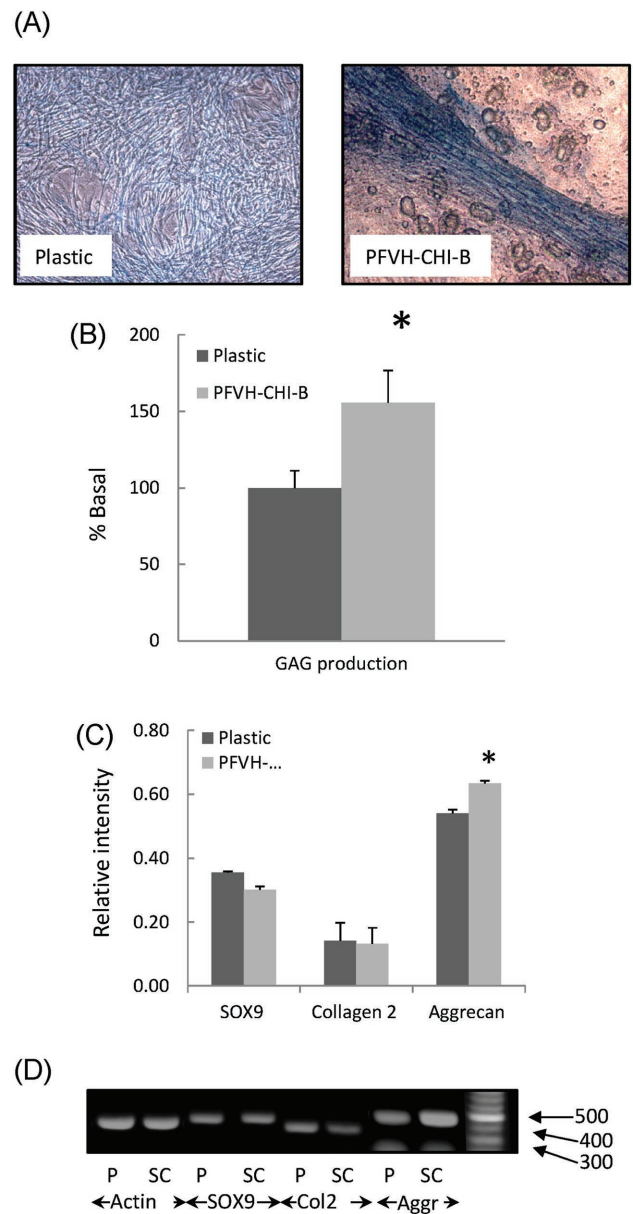 (A)
Plastic
PFVH-CHI-B
(B)
200
150
100
50
0
% Basal
Plastic
PFVH-CHI-B
*
GAG production
(C)
0.80
0.60
0.40
0.20
0.00
Relative intensity
Plastic
PFVH-...
*
SOX9 Collagen 2 Aggrecan
(D)
500
400
300
P SC P SC P SC P SC
Actin SOX9 Col2 Aggr